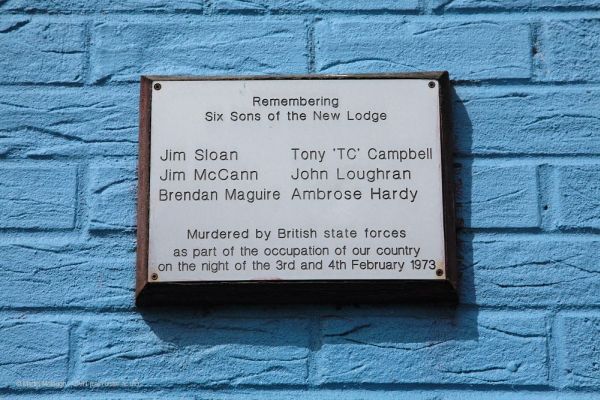 Remembering
Six Sons of the New Lodge
Jim Sloan Tony 'TC' Campbell
Jim McCann John Loughran
Brendan Maguire Ambrose Hardy
Murdered by British state forces
as part of the occupation of our country
on the night of the 3rd and 4th February 1973